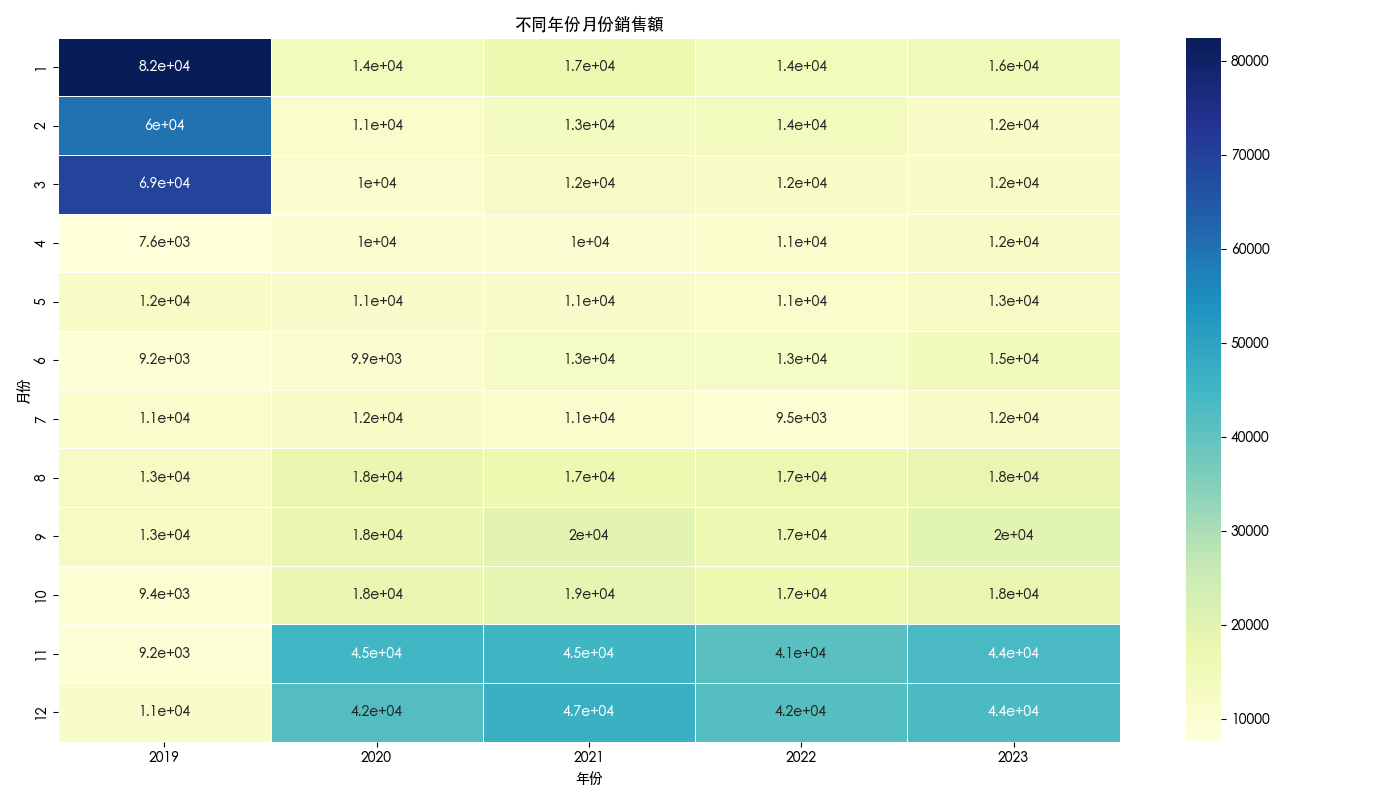 不同年份月份銷售額
1 8.2e+04 1.4e+04 1.7e+04 1.4e+04 1.6e+04
2 6e+04 1.1e+04 1.3e+04 1.4e+04 1.2e+04
3 6.9e+04 1e+04 1.2e+04 1.2e+04 1.2e+04
4 7.6e+03 1e+04 1e+04 1.1e+04 1.2e+04
5 1.2e+04 1.1e+04 1.1e+04 1.1e+04 1.3e+04
6 9.2e+03 9.9e+03 1.3e+04 1.3e+04 1.5e+04
7 1.1e+04 1.2e+04 1.1e+04 9.5e+03 1.2e+04
8 1.3e+04 1.8e+04 1.7e+04 1.7e+04 1.8e+04
9 1.3e+04 1.8e+04 2e+04 1.7e+04 2e+04
10 9.4e+03 1.8e+04 1.9e+04 1.7e+04 1.8e+04
11 9.2e+03 4.5e+04 4.5e+04 4.1e+04 4.4e+04
12 1.1e+04 4.2e+04 4.7e+04 4.2e+04 4.4e+04
2019 2020 2021 2022 2023
年份
月份
80000
70000
60000
50000
40000
30000
20000
10000